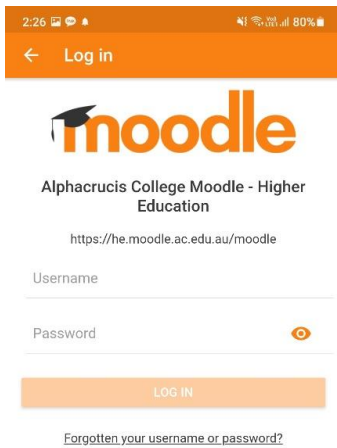 2:26 80%
Log in
moodle
Alphacrucis College Moodle - Higher
Education
https://he.moodle.ac.edu.au/moodle
Username
Password
LOG IN
Forgotten your username or password?